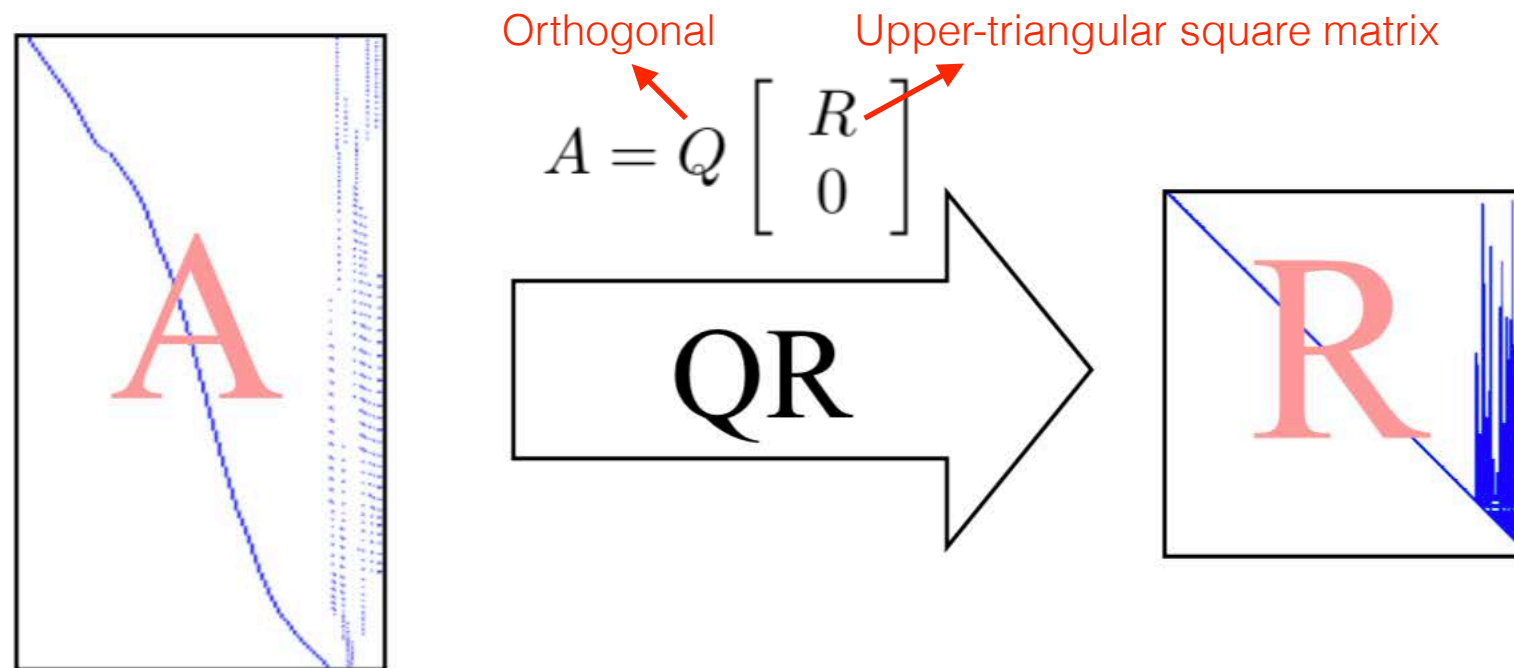 Orthogonal
Upper-triangular square matrix
A = Q [ R
0 ]
A
QR
R